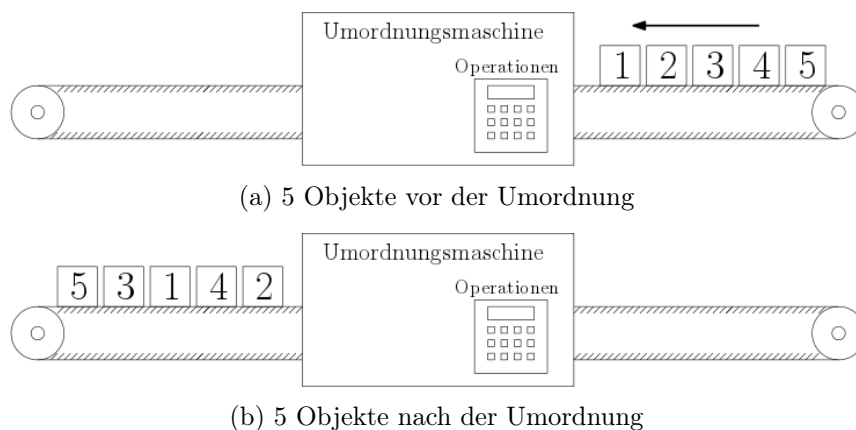 Umordnungsmaschine
Operationen
1 2 3 4 5
(a) 5 Objekte vor der Umordnung
Umordnungsmaschine
5 3 1 4 2
Operationen
(b) 5 Objekte nach der Umordnung